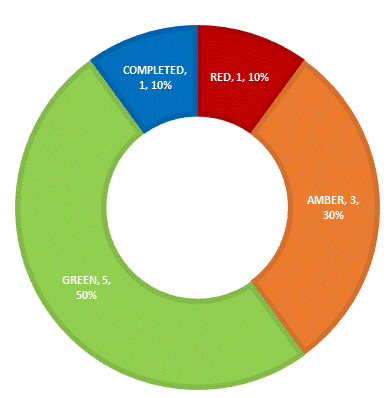 COMPLETED,
1, 10%
RED, 1, 10%
AMBER, 3,
30%
GREEN, 5,
50%